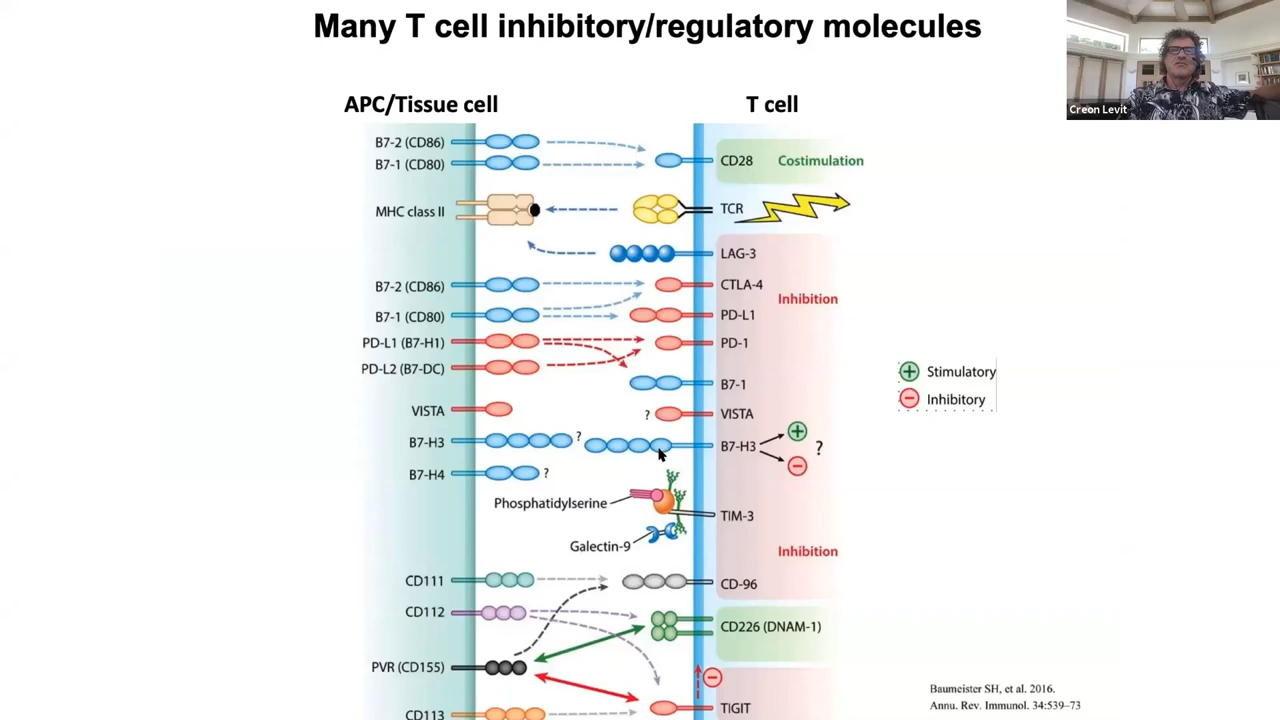 Many T cell inhibitory/regulatory molecules
Creon Levit
APC/Tissue cell
T cell
B7-2 (CD86)
B7-1 (CD80)
CD28
Costimulation
MHC class II
TCR
LAG-3
B7-2 (CD86)
CTLA-4
Inhibition
B7-1 (CD80)
PD-L1
PD-L1 (B7-H1)
PD-1
PD-L2 (B7-DC)
B7-1
VISTA
?
VISTA
B7-H3
?
B7-H3
?
B7-H4
?
Stimulatory
Inhibitory
Phosphatidylserine
TIM-3
Galectin-9
Inhibition
CD111
CD-96
CD112
CD226 (DNAM-1)
PVR (CD155)
TIGIT
CD113
Baumeister SH, et al. 2016.
Annu. Rev. Immunol. 34:539–73